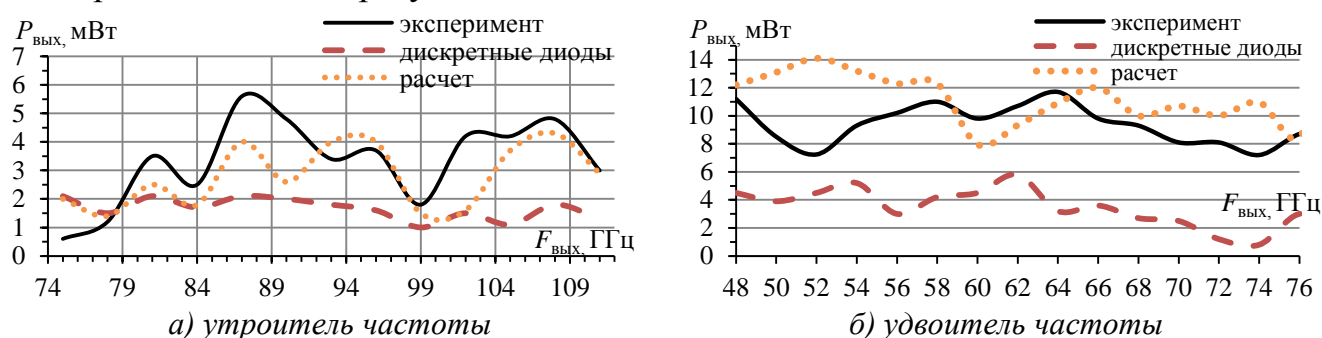 Pвых, мВт
эксперимент
дискретные диоды
расчет
7
6
5
4
3
2
1
0
Fвых, ГГц
74 79 84 89 94 99 104 109
а) утроитель частоты
Pвых, мВт
эксперимент
дискретные диоды
расчет
14
12
10
8
6
4
2
0
Fвых, ГГц
48 50 52 54 56 58 60 62 64 66 68 70 72 74 76
б) удвоитель частоты